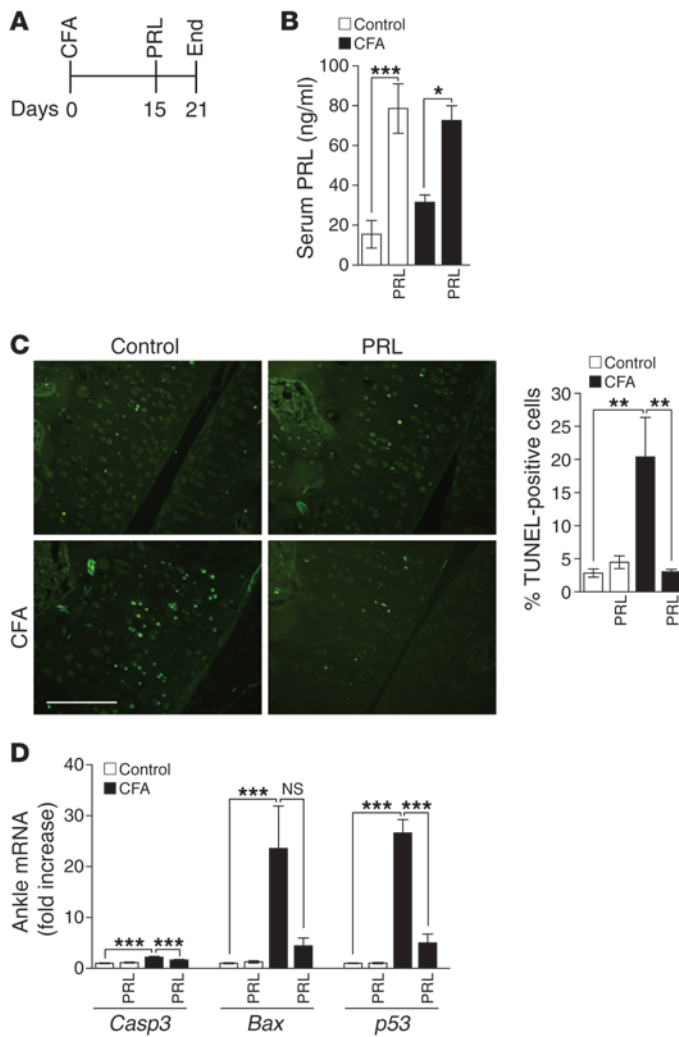 A
CFA
PRL
End
Days 0
15
21
B
Control
CFA
Serum PRL (ng/ml)
100
80
60
40
20
0
***
*
PRL
PRL
C
Control
PRL
CFA
Control
CFA
% TUNEL-positive cells
30
25
20
15
10
5
0
**
**
PRL
PRL
D
Control
CFA
Ankle mRNA
(fold increase)
40
30
20
10
0
***
***
***
NS
***
***
PRL
PRL
PRL
PRL
PRL
PRL
Casp3
Bax
p53